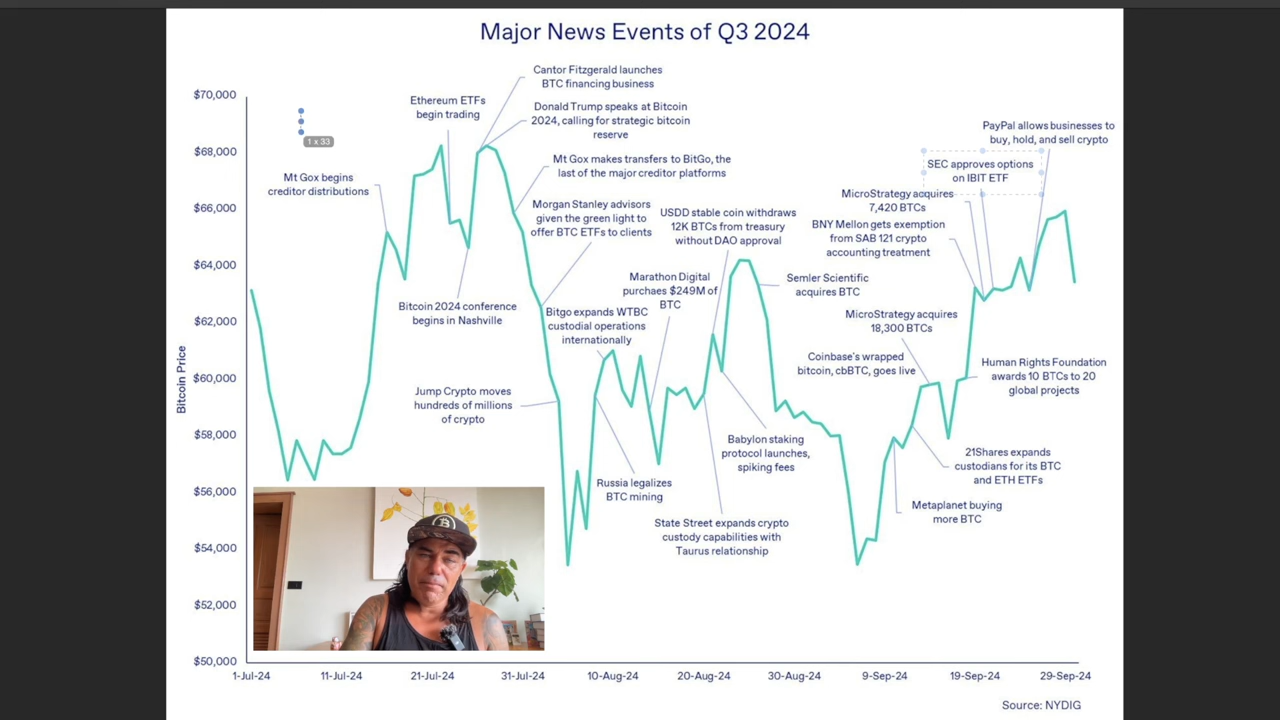 Major News Events of Q3 2024
Cantor Fitzgerald launches
BTC financing business
$70,000
Ethereum ETFs
begin trading
Donald Trump speaks at Bitcoin
2024, calling for strategic bitcoin
reserve
1 x 33
PayPal allows businesses to
buy, hold, and sell crypto
$68,000
Mt Gox makes transfers to BitGo, the
last of the major creditor platforms
SEC approves options
on IBIT ETF
Mt Gox begins
creditor distributions
MicroStrategy acquires
7,420 BTCs
$66,000
Morgan Stanley advisors
given the green light to
offer BTC ETFs to clients
USDD stable coin withdraws
12K BTCs from treasury
without DAO approval
BNY Mellon gets exemption
from SAB 121 crypto
accounting treatment
$64,000
Marathon Digital
purchaes $249M of
BTC
Semler Scientific
acquires BTC
Bitcoin 2024 conference
begins in Nashville
Bitgo expands WTBC
custodial operations
internationally
MicroStrategy acquires
18,300 BTCs
$62,000
Bitcoin Price
Coinbase's wrapped
bitcoin, cbBTC, goes live
Human Rights Foundation
awards 10 BTCs to 20
global projects
$60,000
Jump Crypto moves
hundreds of millions
of crypto
$58,000
Babylon staking
protocol launches,
spiking fees
21Shares expands
custodians for its BTC
and ETH ETFs
Russia legalizes
BTC mining
$56,000
Metaplanet buying
more BTC
State Street expands crypto
custody capabilities with
Taurus relationship
$54,000
$52,000
$50,000
1-Jul-24
11-Jul-24
21-Jul-24
31-Jul-24
10-Aug-24
20-Aug-24
30-Aug-24
9-Sep-24
19-Sep-24
29-Sep-24
Source: NYDIG